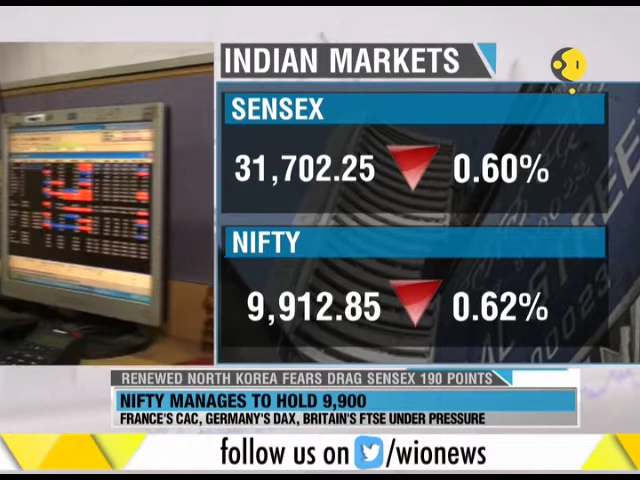 INDIAN MARKETS
SENSEX
31,702.25 0.60%
NIFTY
9,912.85 0.62%
RENEWED NORTH KOREA FEARS DRAG SENSEX 190 POINTS
NIFTY MANAGES TO HOLD 9,900
FRANCE'S CAC, GERMANY'S DAX, BRITAIN'S FTSE UNDER PRESSURE
follow us on /wionews